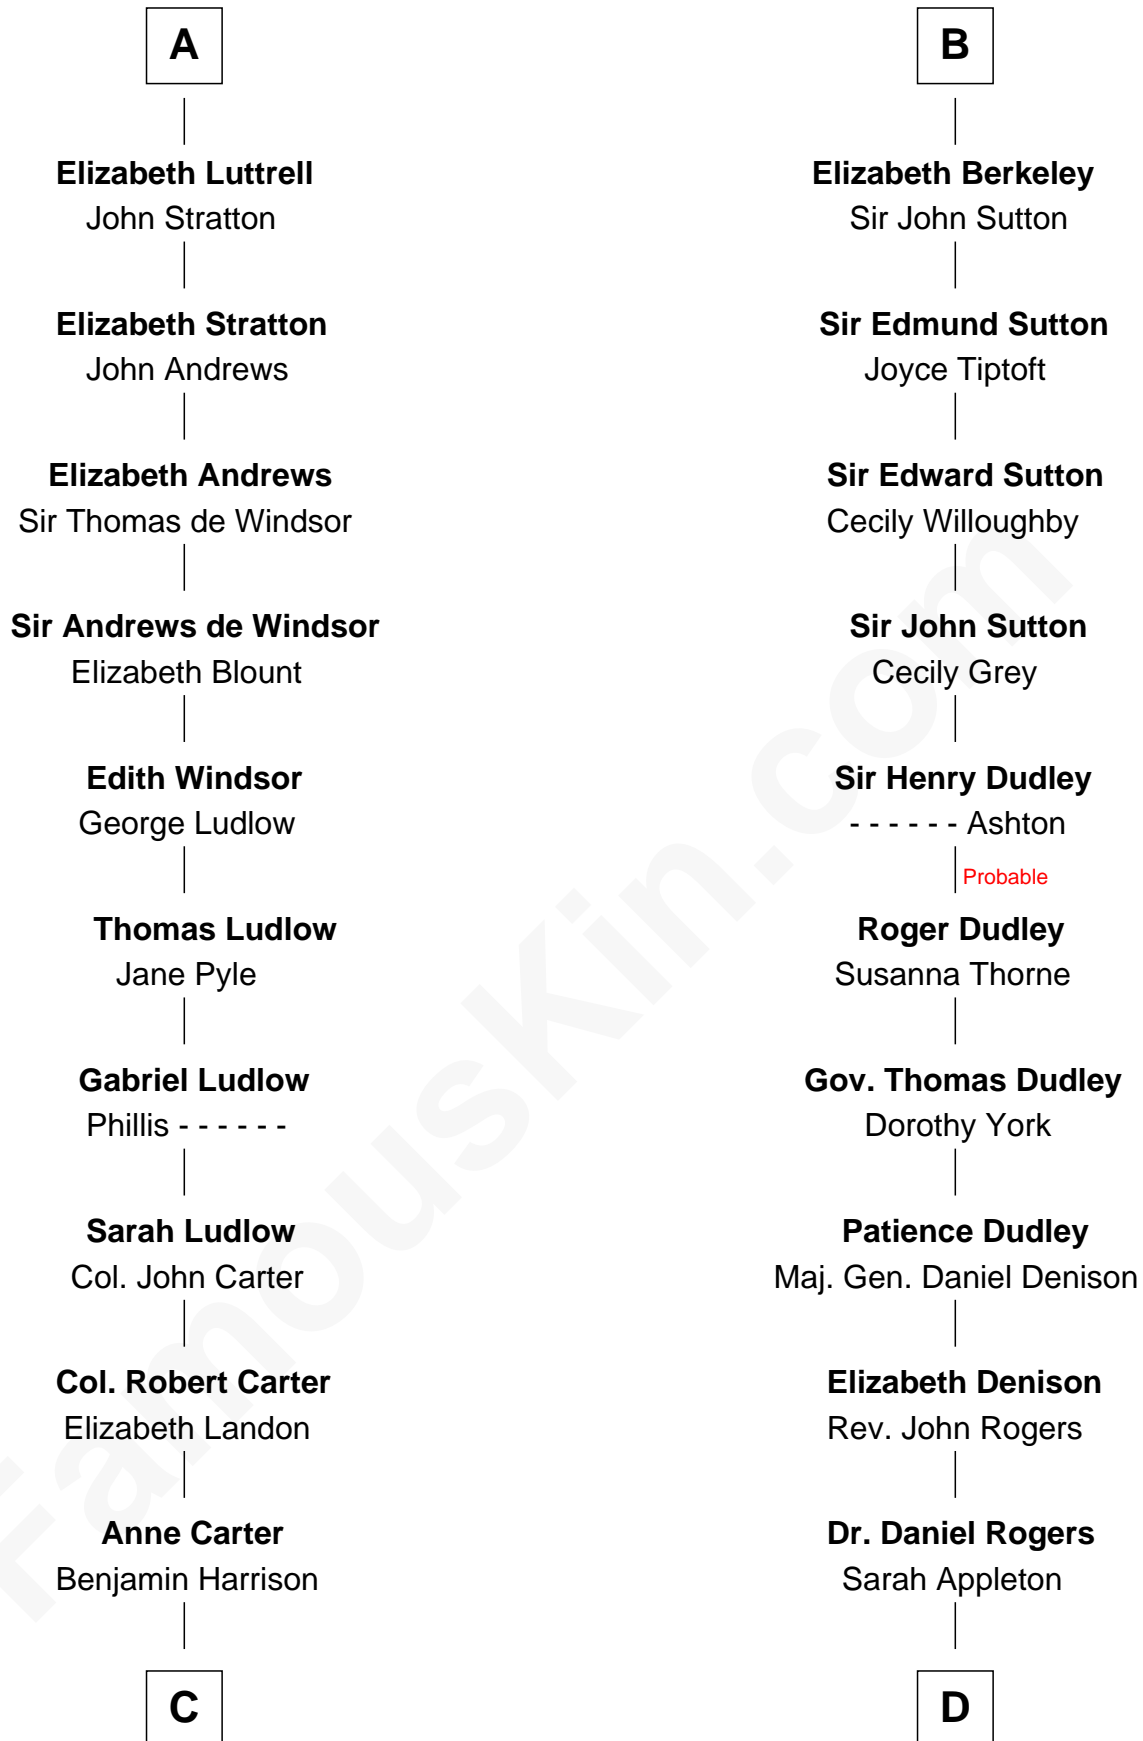 A
Elizabeth Luttrell
John Stratton
Elizabeth Stratton
John Andrews
Elizabeth Andrews
Sir Thomas de Windsor
Sir Andrews de Windsor
Elizabeth Blount
Edith Windsor
George Ludlow
Thomas Ludlow
Jane Pyle
Gabriel Ludlow
Phillis - - - - - -
Sarah Ludlow
Col. John Carter
Col. Robert Carter
Elizabeth Landon
Anne Carter
Benjamin Harrison
C
B
Elizabeth Berkeley
Sir John Sutton
Sir Edmund Sutton
Joyce Tiptoft
Sir Edward Sutton
Cecily Willoughby
Sir John Sutton
Cecily Grey
Sir Henry Dudley
- - - - - - Ashton
Probable
Roger Dudley
Susanna Thorne
Gov. Thomas Dudley
Dorothy York
Patience Dudley
Maj. Gen. Daniel Denison
Elizabeth Denison
Rev. John Rogers
Dr. Daniel Rogers
Sarah Appleton
D
FamousKin.com